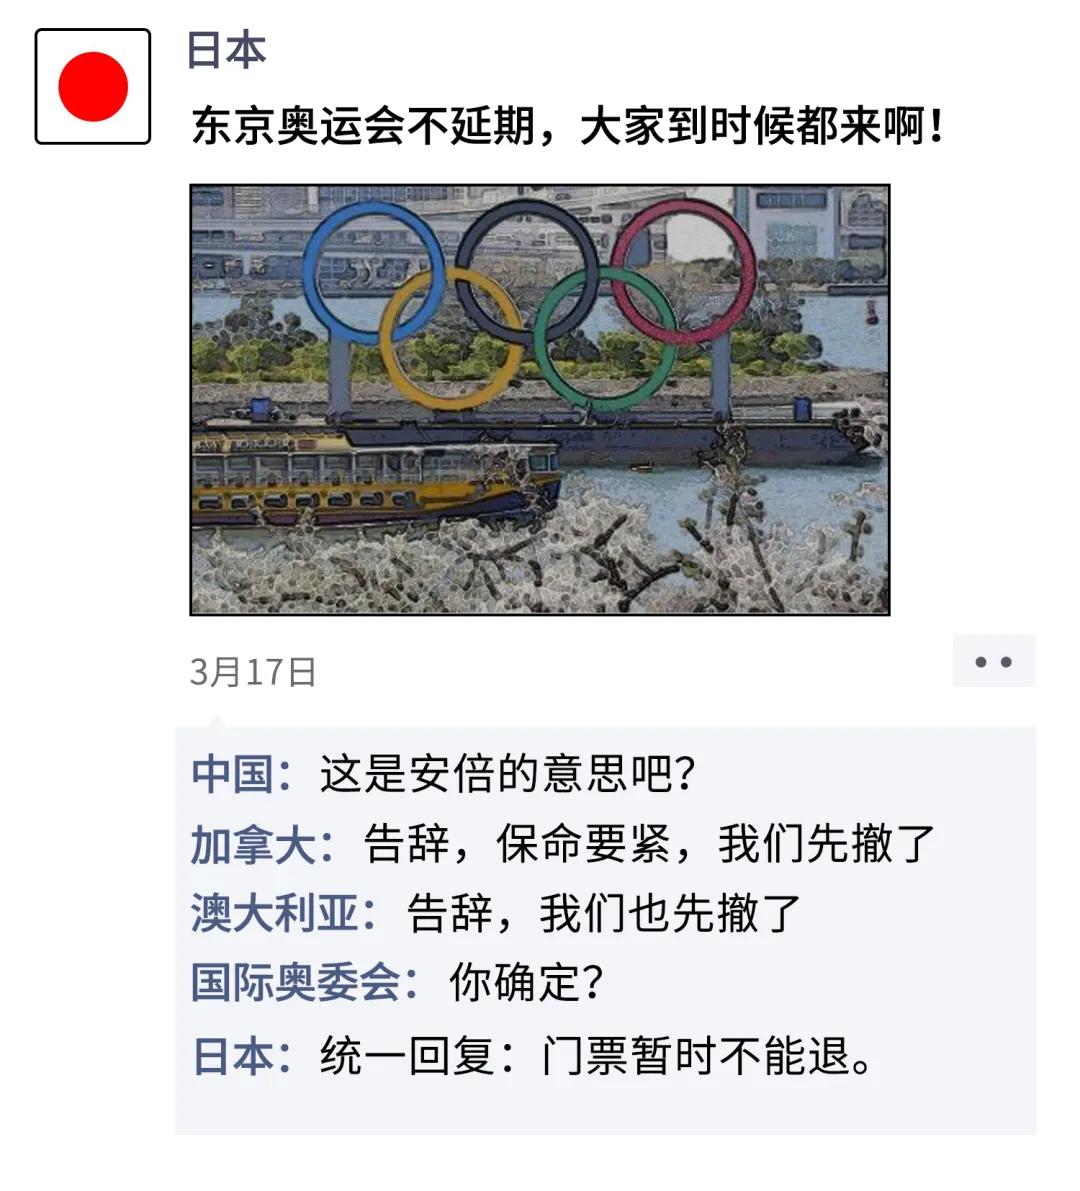 日本
东京奥运会不延期，大家到时候都来啊！
3月17日
中国：这是安倍的意思吧？
加拿大：告辞，保命要紧，我们先撤了
澳大利亚：告辞，我们也先撤了
国际奥委会：你确定？
日本：统一回复：门票暂时不能退。